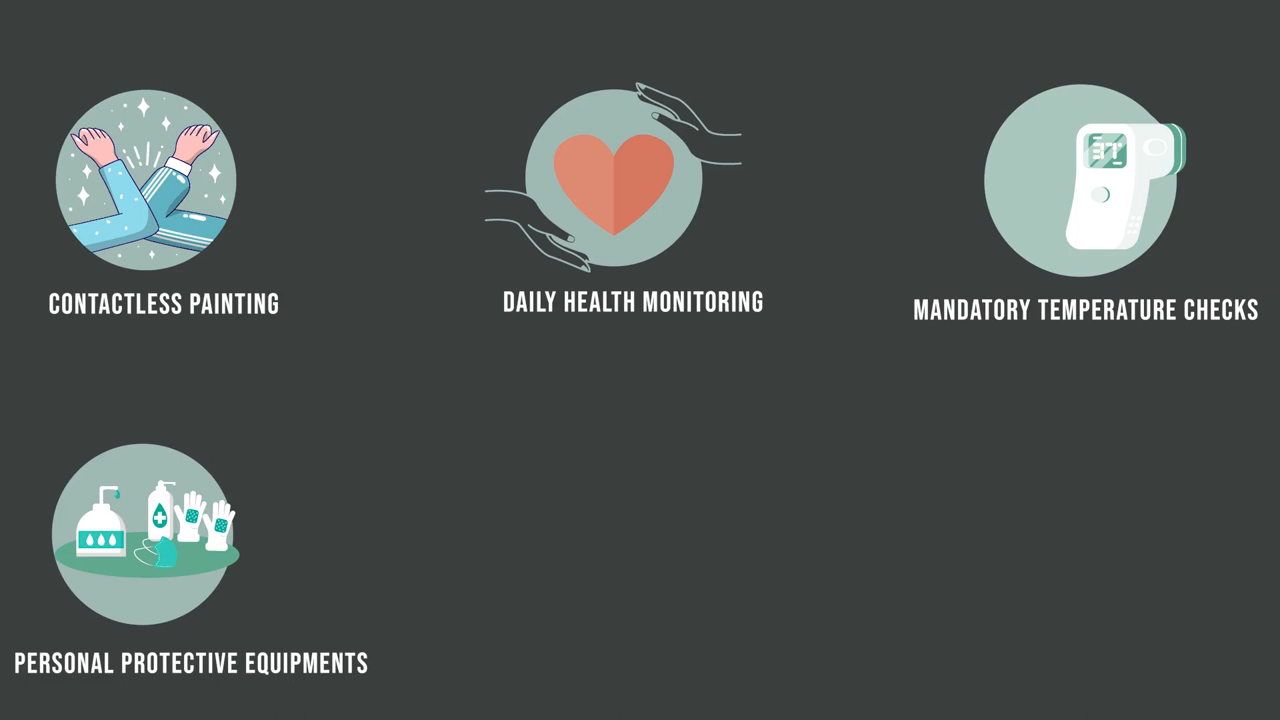 CONTACTLESS PAINTING
DAILY HEALTH MONITORING
MANDATORY TEMPERATURE CHECKS
PERSONAL PROTECTIVE EQUIPMENTS